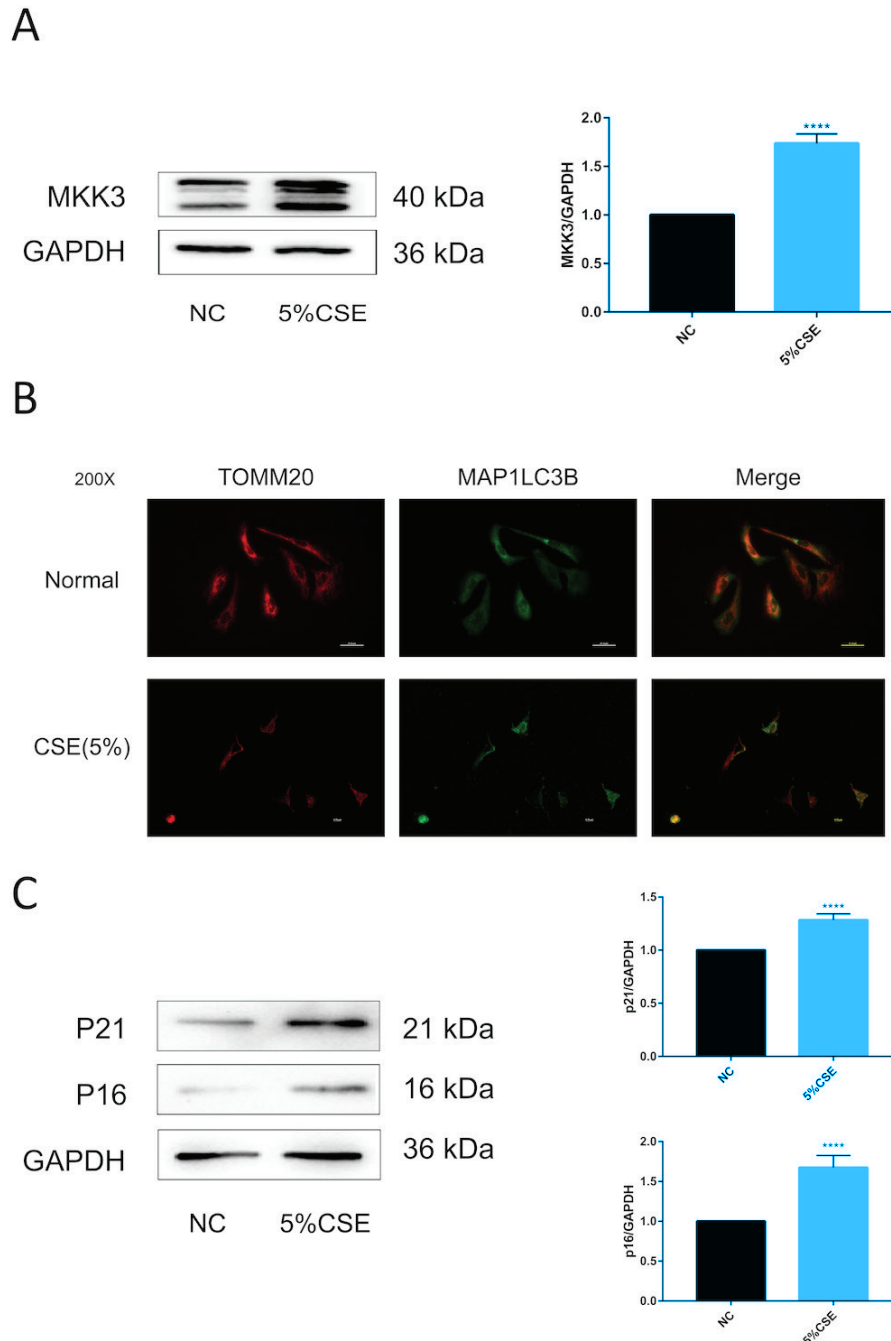 A
MKK3
40 kDa
GAPDH
36 kDa
NC
5%CSE
2.0
1.5
1.0
0.5
0.0
MKK3/GAPDH
****
NC
5%CSE
B
200X
TOMM20
MAP1LC3B
Merge
Normal
CSE(5%)
C
P21
21 kDa
P16
16 kDa
GAPDH
36 kDa
NC
5%CSE
1.5
1.0
0.5
0.0
p21/GAPDH
****
NC
5%CSE
2.0
1.5
1.0
0.5
0.0
p16/GAPDH
****
NC
5%CSE